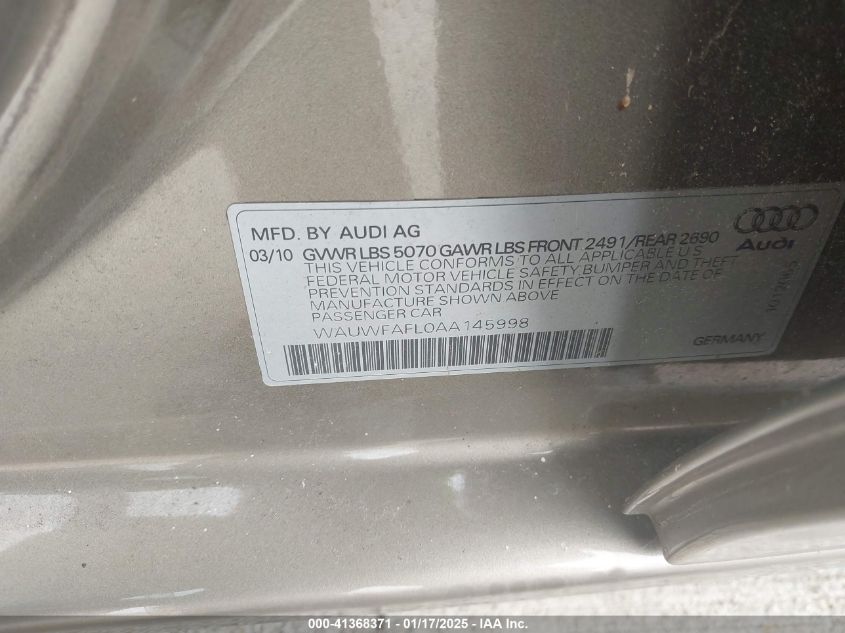 MFD. BY AUDI AG
03/10 GVWR LBS 5070 GAWR LBS FRONT 2491/REAR 2690
THIS VEHICLE CONFORMS TO ALL APPLICABLE U S
FEDERAL MOTOR VEHICLE SAFETY, BUMPER AND THEFT
PREVENTION STANDARDS IN EFFECT ON THE DATE OF
MANUFACTURE SHOWN ABOVE
PASSENGER CAR
WAUWFAFL0AA145998
GERMANY
Audi
000-41368371 - 01/17/2025 - IAA Inc.